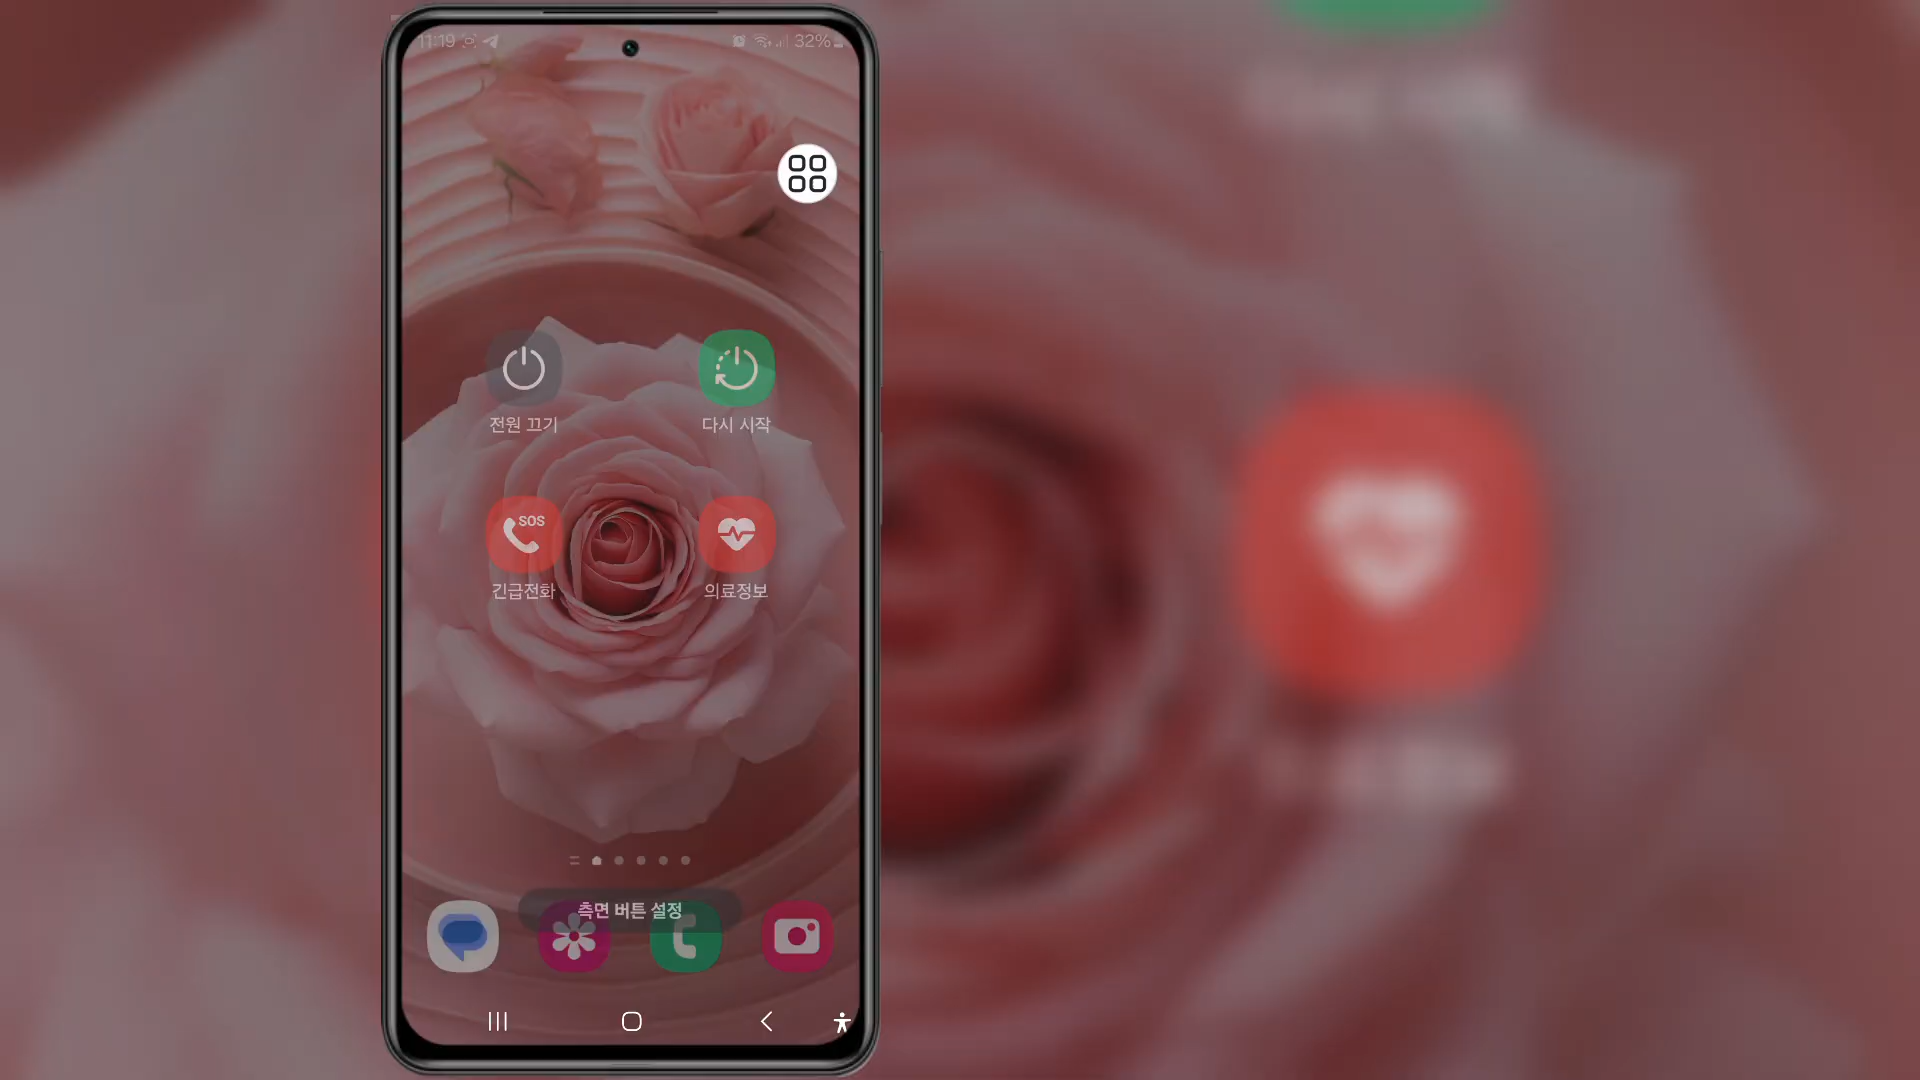 11:19
32%
전원 끄기
다시 시작
SOS
긴급전화
의료정보
측면 버튼 설정